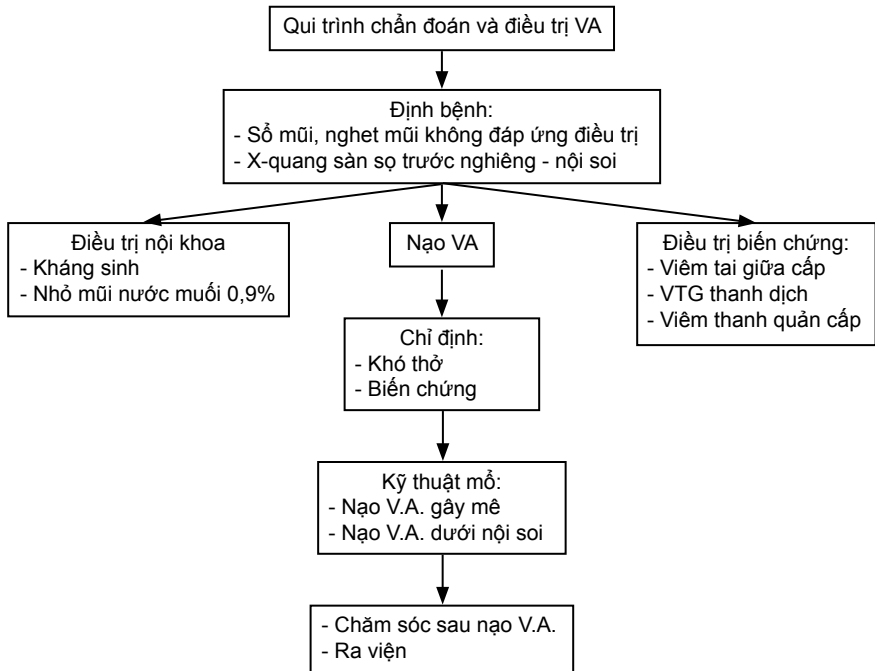 Qui trình chẩn đoán và điều trị VA
Định bệnh:
- Sổ mũi, nghet mũi không đáp ứng điều trị
- X-quang sàn sọ trước nghiêng - nội soi
Điều trị nội khoa
- Kháng sinh
- Nhỏ mũi nước muối 0,9%
Nạo VA
Điều trị biến chứng:
- Viêm tai giữa cấp
- VTG thanh dịch
- Viêm thanh quản cấp
Chỉ định:
- Khó thở
- Biến chứng
Kỹ thuật mổ:
- Nạo V.A. gây mê
- Nạo V.A. dưới nội soi
- Chăm sóc sau nạo V.A.
- Ra viện